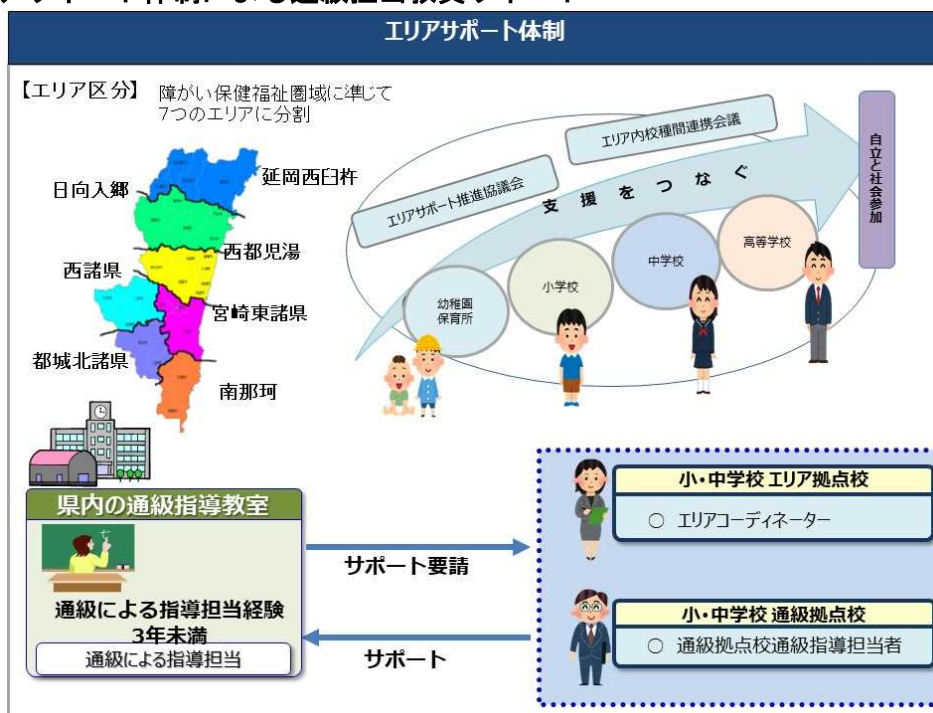 エリアサポート体制
【エリア区分】
障がい保健福祉圏域に準じて
7つのエリアに分割
延岡西臼杵
日向入郷
西都児湯
西諸県
宮崎東諸県
都城北諸県
南那珂
エリアサポート推進協議会
エリア内校種間連携会議
支援をつなぐ
自立と社会参加
幼稚園
保育所
小学校
中学校
高等学校
県内の通級指導教室
通級による指導担当経験
3年未満
通級による指導担当
サポート要請
サポート
小・中学校 エリア拠点校
○ エリアコーディネーター
小・中学校 通級拠点校
○ 通級拠点校通級指導担当者